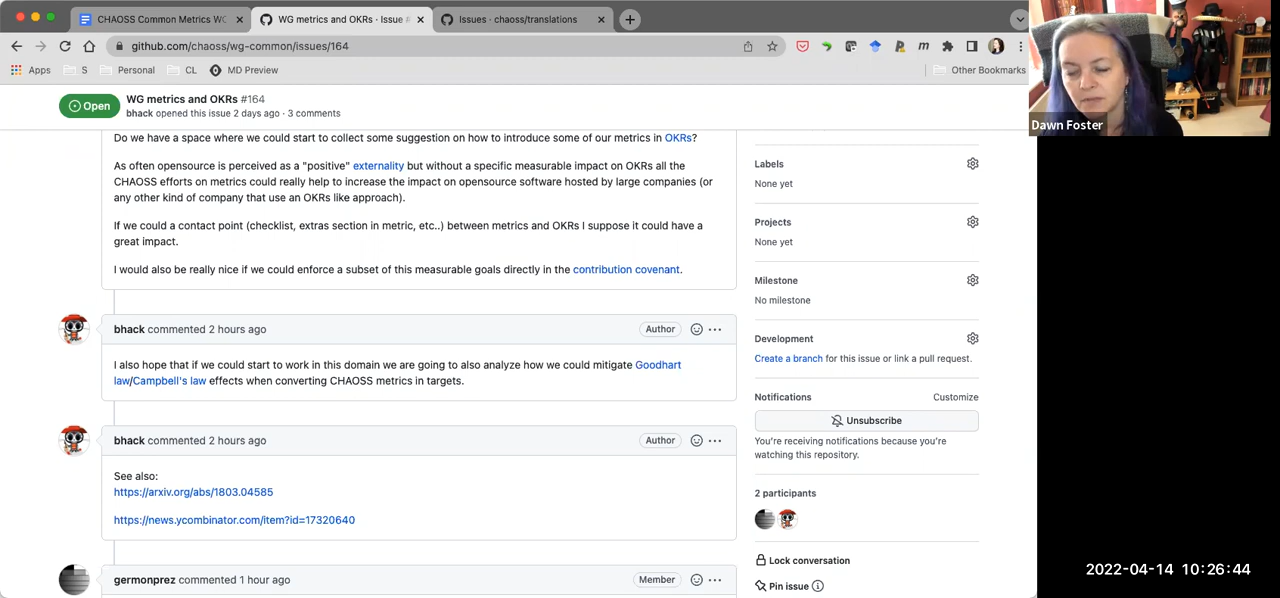 CHAOSS Common Metrics WG
WG metrics and OKRs · Issue #
Issues · chaoss/translations
github.com/chaoss/wg-common/issues/164
Apps
S
Personal
CL
MD Preview
Other Bookmarks
Dawn Foster
Open
WG metrics and OKRs #164
bhack opened this issue 2 days ago · 3 comments
Do we have a space where we could start to collect some suggestion on how to introduce some of our metrics in OKRs?
As often opensource is perceived as a "positive" externality but without a specific measurable impact on OKRs all the
CHAOSS efforts on metrics could really help to increase the impact on opensource software hosted by large companies (or
any other kind of company that use an OKRs like approach).
If we could a contact point (checklist, extras section in metric, etc..) between metrics and OKRs I suppose it could have a
great impact.
I would also be really nice if we could enforce a subset of this measurable goals directly in the contribution covenant.
bhack commented 2 hours ago
Author
I also hope that if we could start to work in this domain we are going to also analyze how we could mitigate Goodhart
law/Campbell's law effects when converting CHAOSS metrics in targets.
bhack commented 2 hours ago
Author
See also:
https://arxiv.org/abs/1803.04585
https://news.ycombinator.com/item?id=17320640
germonprez commented 1 hour ago
Member
Labels
None yet
Projects
None yet
Milestone
No milestone
Development
Create a branch for this issue or link a pull request.
Notifications
Customize
Unsubscribe
You're receiving notifications because you're
watching this repository.
2 participants
Lock conversation
Pin issue
2022-04-14 10:26:44